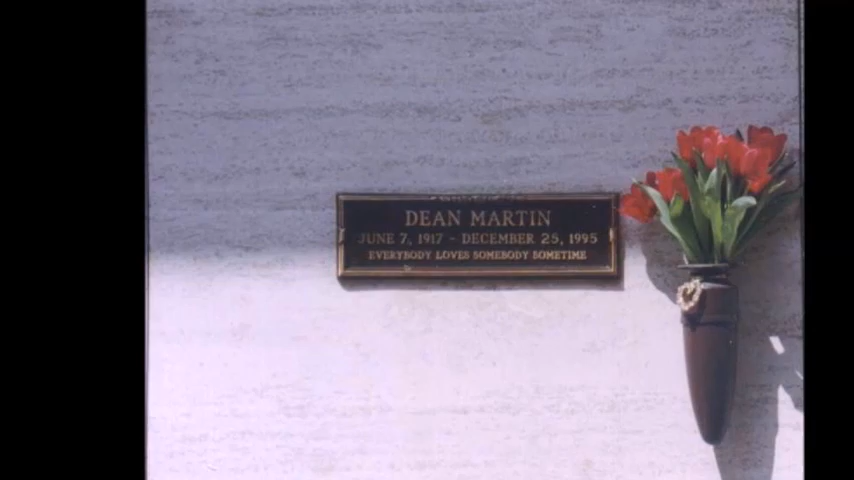 DEAN MARTIN
JUNE 7, 1917 - DECEMBER 25, 1995
EVERYBODY LOVES SOMEBODY SOMETIME